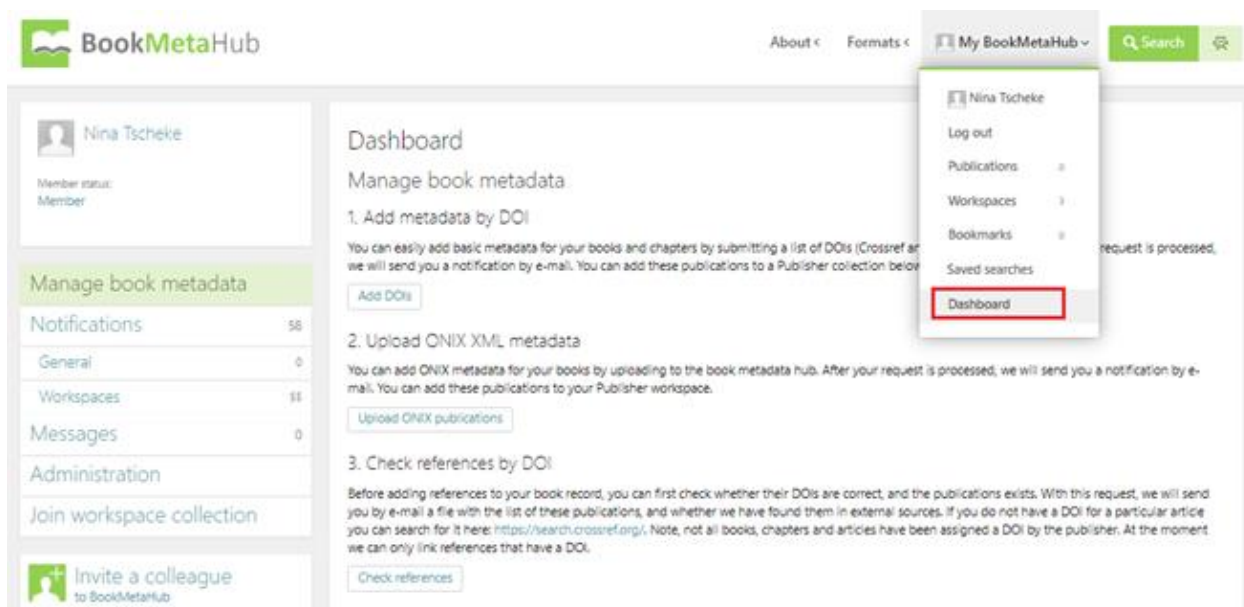 BookMetaHub
About <
Formats <
My BookMetaHub
Search
Nina Tscheke
Member status:
Member
Manage book metadata
Notifications 56
General 0
Workspaces
Messages 0
Administration
Join workspace collection
Invite a colleague
to BookMetaHub
Dashboard
Manage book metadata
1. Add metadata by DOI
You can easily add basic metadata for your books and chapters by submitting a list of DOIs (Crossref request is processed,
we will send you a notification by e-mail. You can add these publications to a Publisher collection below
Add DOIs
2. Upload ONIX XML metadata
You can add ONIX metadata for your books by uploading to the book metadata hub. After your request is processed, we will send you a notification by e-
mail. You can add these publications to your Publisher workspace.
Upload ONIX publications
3. Check references by DOI
Before adding references to your book record, you can first check whether their DOIs are correct, and the publications exists. With this request, we will send
you by e-mail a file with the list of these publications, and whether we have found them in external sources. If you do not have a DOI for a particular article
you can search for it here: https://search.crossref.org/. Note, not all books, chapters and articles have been assigned a DOI by the publisher. At the moment
we can only link references that have a DOI.
Check references
Nina Tscheke
Log out
Publications
Workspaces
Bookmarks
Saved searches
Dashboard